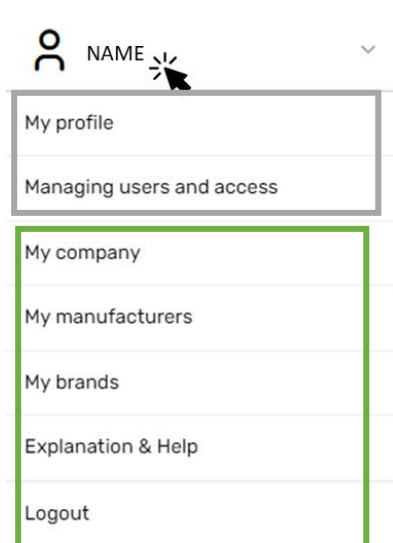 NAME
My profile
Managing users and access
My company
My manufacturers
My brands
Explanation & Help
Logout